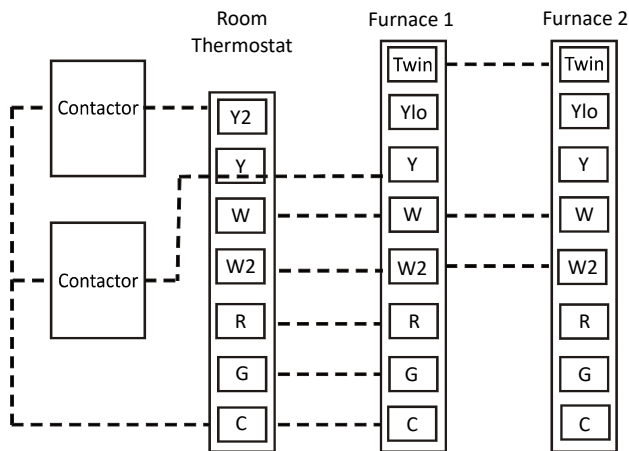 Room
Thermostat
Furnace 1
Furnace 2
Contactor
Contactor
Y2
Y
W
W2
R
G
C
Twin
Ylo
Y
W
W2
R
G
C
Twin
Ylo
Y
W
W2
R
G
C